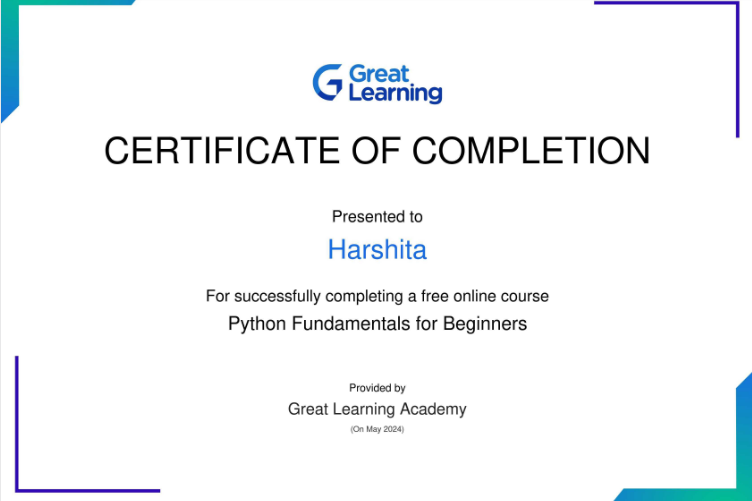 Great
Learning
CERTIFICATE OF COMPLETION
Presented to
Harshita
For successfully completing a free online course
Python Fundamentals for Beginners
Provided by
Great Learning Academy
(On May 2024)